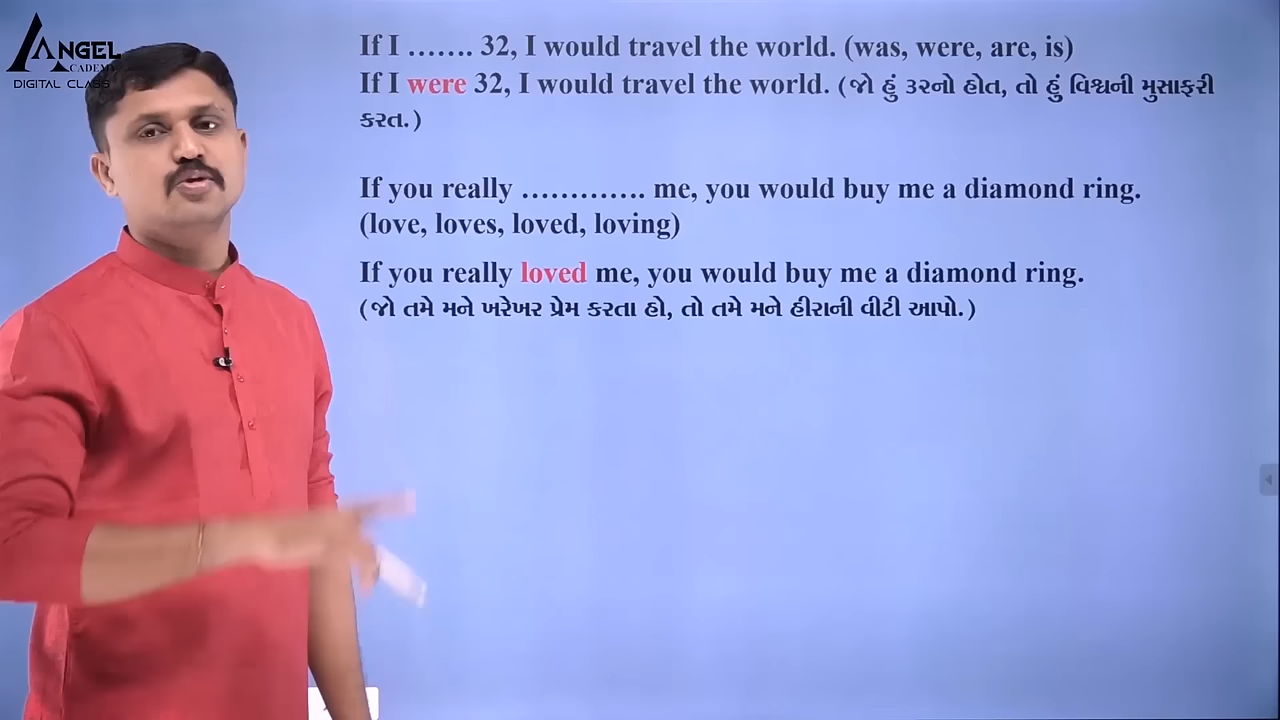 ANGEL
ACADEMY
DIGITAL CLASS
If I ....... 32, I would travel the world. (was, were, are, is)
If I were 32, I would travel the world. (જો હું ૩૨નો હોત, તો હું વિશ્વની મુસાફરી
કરત.)
If you really ............. me, you would buy me a diamond ring.
(love, loves, loved, loving)
If you really loved me, you would buy me a diamond ring.
(જો તમે મને ખરેખર પ્રેમ કરતા હો, તો તમે મને હીરાની વીટી આપો.)